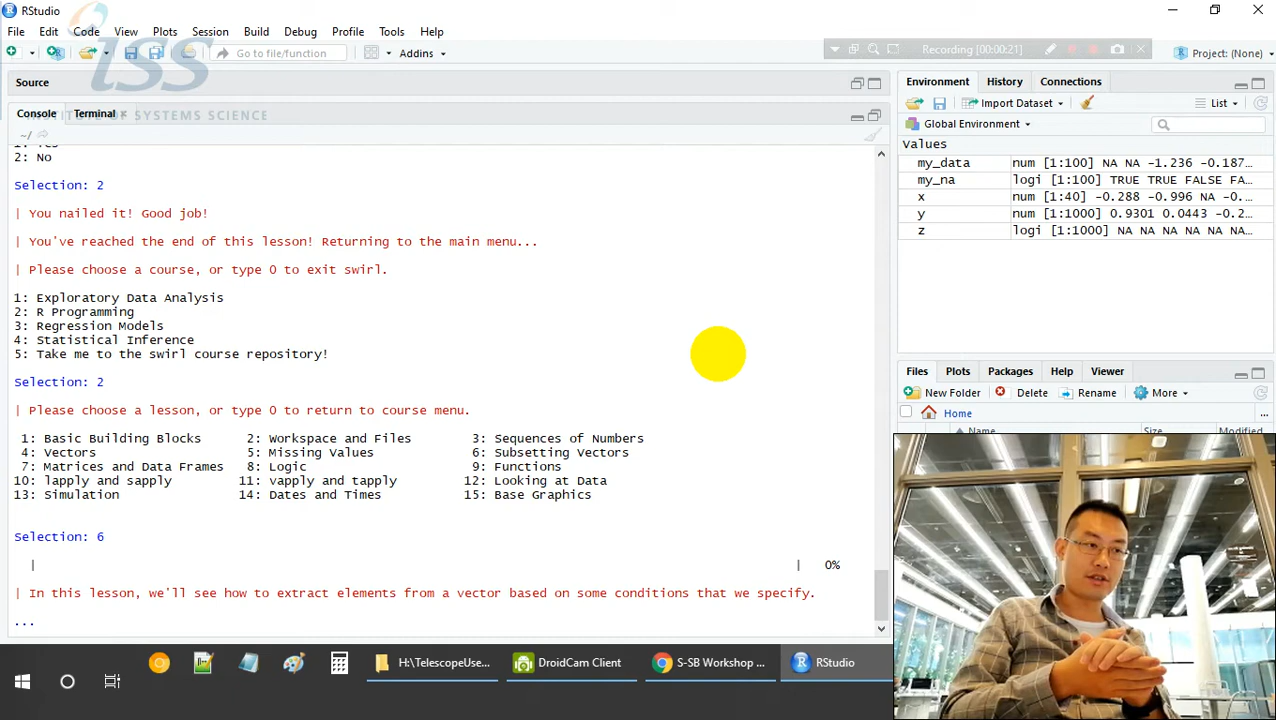 RStudio
File Edit Code View Plots Session Build Debug Profile Tools Help
Go to file/function
Addins
Recording [00:00:21]
Project: (None)
iss
INSTITUTE OF SYSTEMS SCIENCE
Source
Console Terminal ×
~/
1: Yes
2: No
Selection: 2
| You nailed it! Good job!
| You've reached the end of this lesson! Returning to the main menu...
| Please choose a course, or type 0 to exit swirl.
1: Exploratory Data Analysis
2: R Programming
3: Regression Models
4: Statistical Inference
5: Take me to the swirl course repository!
Selection: 2
| Please choose a lesson, or type 0 to return to course menu.
1: Basic Building Blocks 2: Workspace and Files 3: Sequences of Numbers
4: Vectors 5: Missing Values 6: Subsetting Vectors
7: Matrices and Data Frames 8: Logic 9: Functions
10: lapply and sapply 11: vapply and tapply 12: Looking at Data
13: Simulation 14: Dates and Times 15: Base Graphics
Selection: 6
| | 0%
| In this lesson, we'll see how to extract elements from a vector based on some conditions that we specify.
...
Environment History Connections
Import Dataset
List
Global Environment
Values
my_data num [1:100] NA NA -1.236 -0.187…
my_na logi [1:100] TRUE TRUE FALSE FA…
x num [1:40] -0.288 -0.996 NA -0.…
y num [1:1000] 0.9301 0.0443 -0.2…
z logi [1:1000] NA NA NA NA NA NA…
Files Plots Packages Help Viewer
New Folder Delete Rename More
Home ...
Name Size Modified
H:\TelescopeUse...
DroidCam Client
S-SB Workshop ...
RStudio